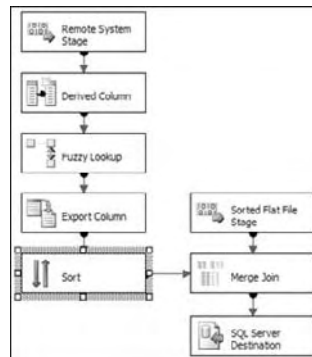 Remote System
Stage
Derived Column
Fuzzy Lookup
Export Column
Sort
Sorted Flat File
Stage
Merge Join
SQL Server
Destination